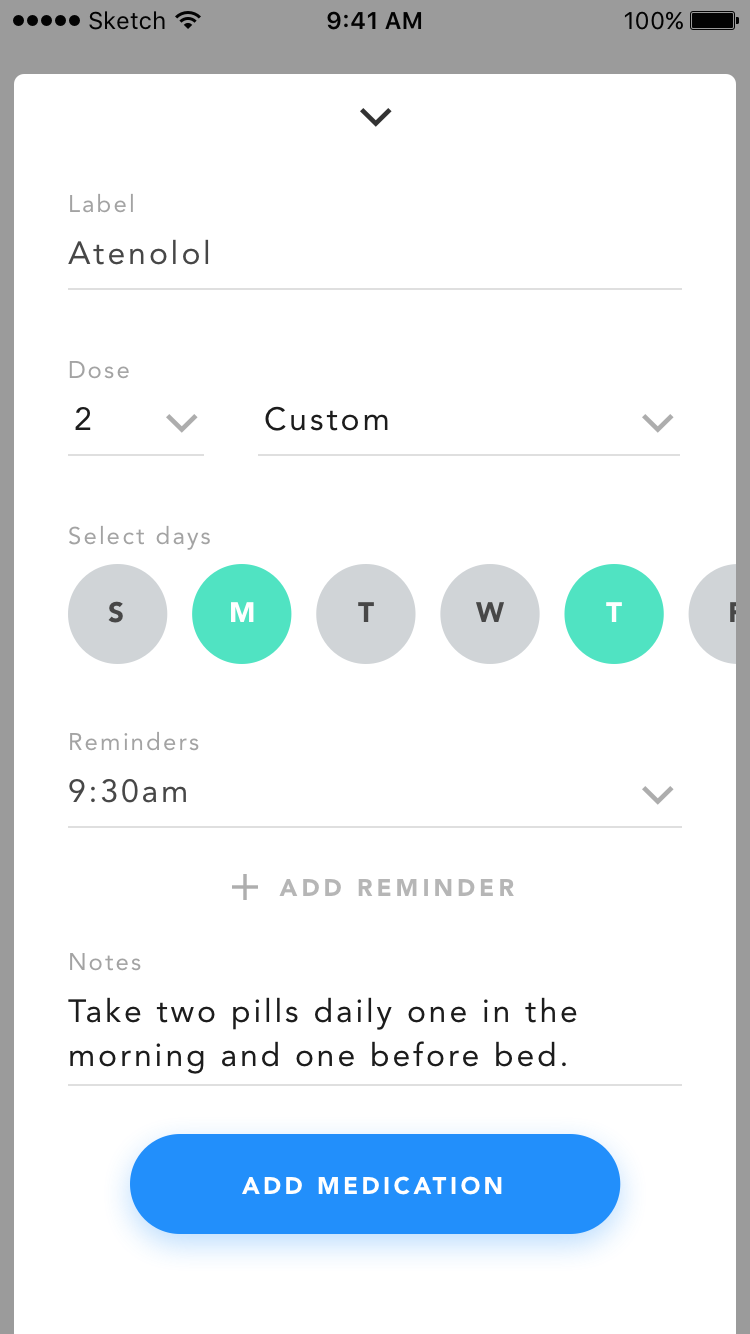 ●●●●● Sketch 9:41 AM 100%
Label
Atenolol
Dose
2 Custom
Select days
S M T W T F
Reminders
9:30am
+ ADD REMINDER
Notes
Take two pills daily one in the
morning and one before bed.
ADD MEDICATION